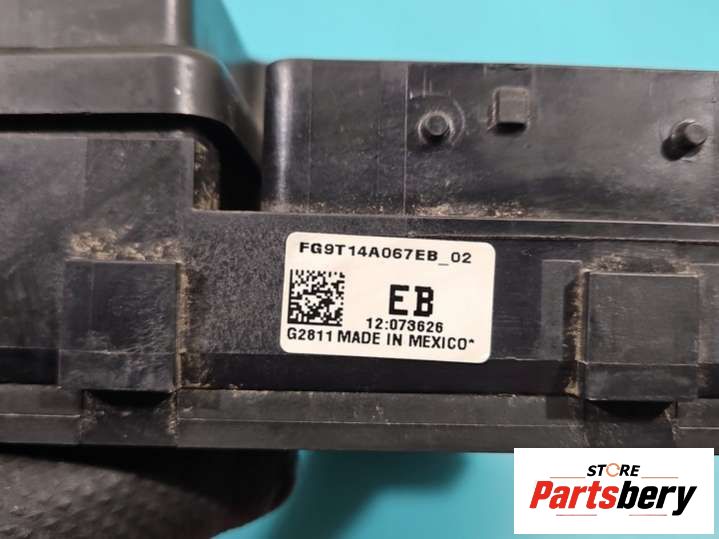 FG9T14A067EB_02
EB
12:073626
G2811 MADE IN MEXICO*
STORE
Partsbery